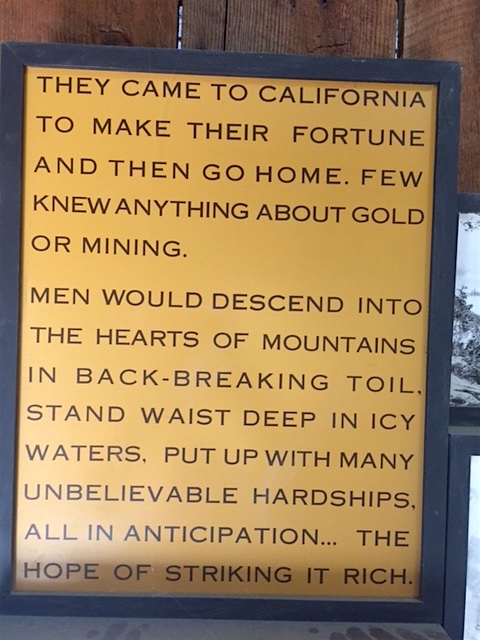 THEY CAME TO CALIFORNIA
TO MAKE THEIR FORTUNE
AND THEN GO HOME. FEW
KNEW ANYTHING ABOUT GOLD
OR MINING.
MEN WOULD DESCEND INTO
THE HEARTS OF MOUNTAINS
IN BACK-BREAKING TOIL,
STAND WAIST DEEP IN ICY
WATERS, PUT UP WITH MANY
UNBELIEVABLE HARDSHIPS,
ALL IN ANTICIPATION... THE
HOPE OF STRIKING IT RICH.